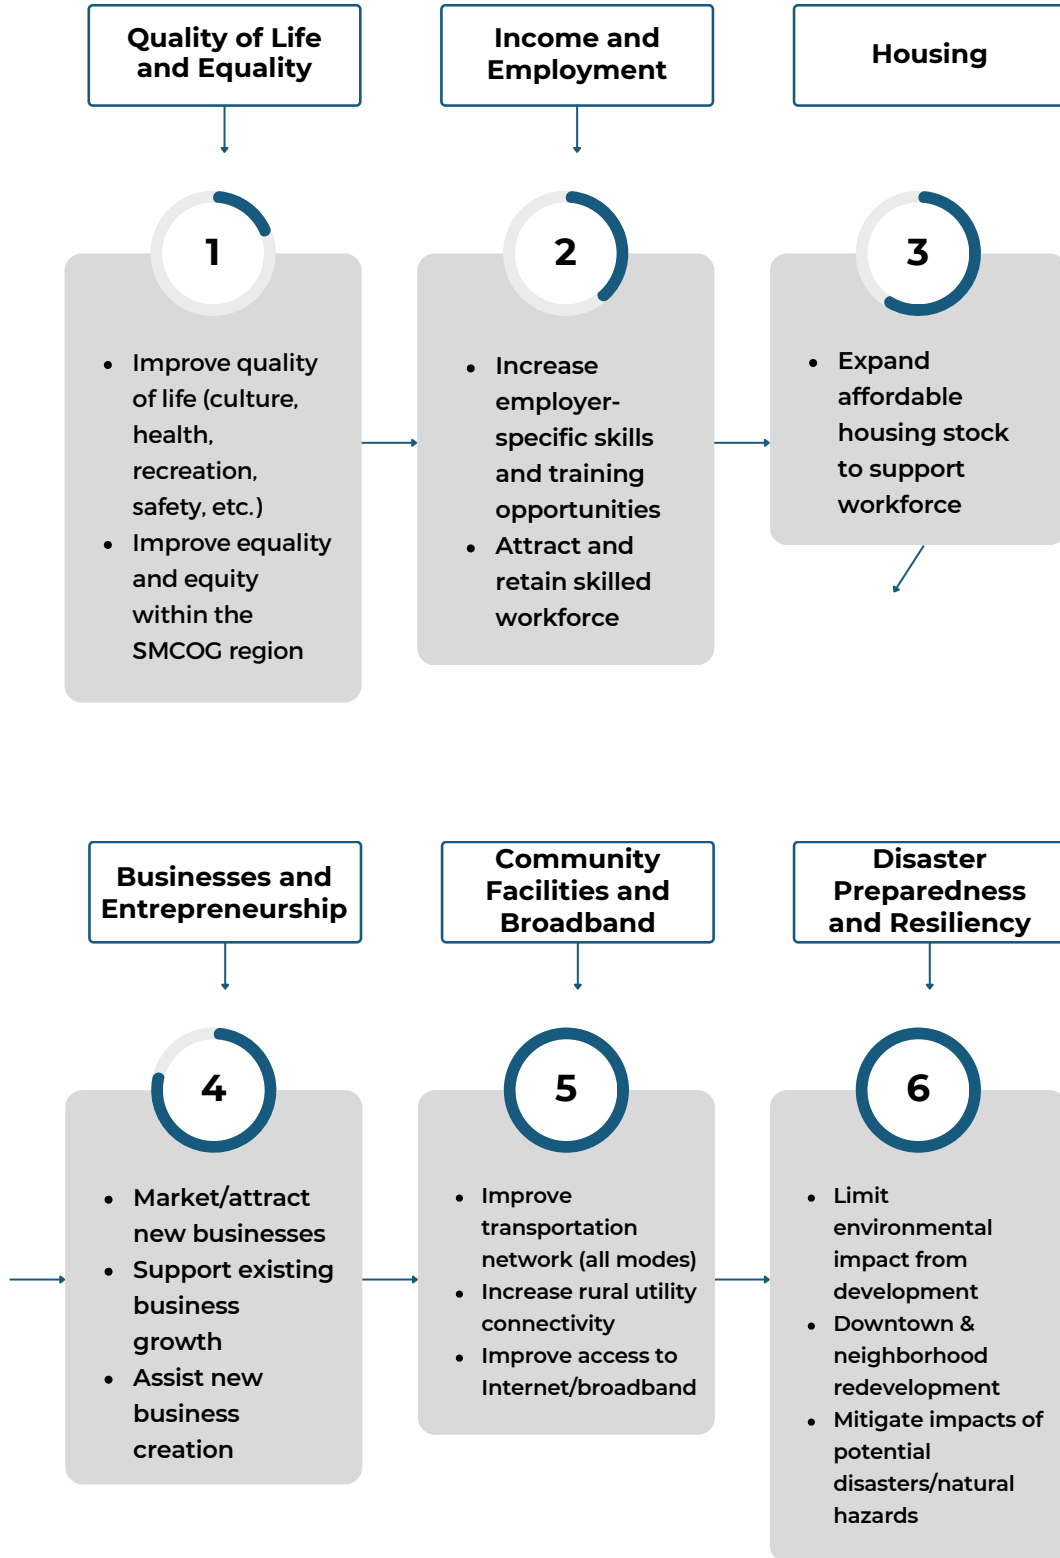 Quality of Life
and Equality
1
• Improve quality
of life (culture,
health,
recreation,
safety, etc.)
• Improve equality
and equity
within the
SMCOG region
Income and
Employment
2
• Increase
employer-
specific skills
and training
opportunities
• Attract and
retain skilled
workforce
Housing
3
• Expand
affordable
housing stock
to support
workforce
Businesses and
Entrepreneurship
4
• Market/attract
new businesses
• Support existing
business
growth
• Assist new
business
creation
Community
Facilities and
Broadband
5
• Improve
transportation
network (all modes)
• Increase rural utility
connectivity
• Improve access to
Internet/broadband
Disaster
Preparedness
and Resiliency
6
• Limit
environmental
impact from
development
• Downtown &
neighborhood
redevelopment
• Mitigate impacts of
potential
disasters/natural
hazards